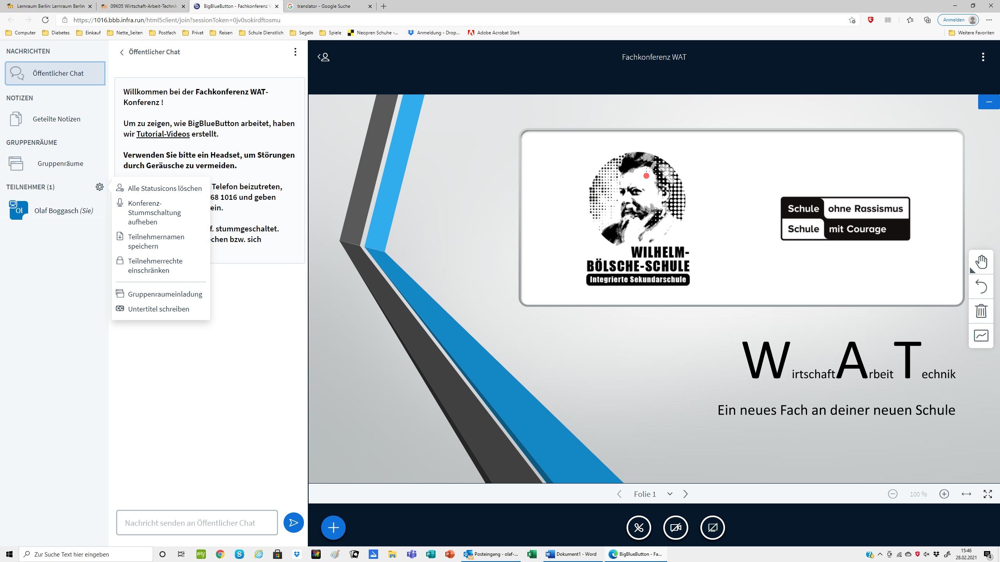 Lernraum Berlin: Lernraum Berlin
09K05 Wirtschaft-Arbeit-Technik
BigBlueButton - Fachkonferenz W
translator - Google Suche
https://1016.bbb.infra.run/html5client/join?sessionToken=0jv0sokirdftosmu
Anmelden
Computer
Diabetes
Einkauf
Nette_Seiten
Postfach
Privat
Reisen
Schule Dienstlich
Segeln
Spiele
Neopren Schuhe -...
Anmeldung - Drop...
Adobe Acrobat Start
Weitere Favoriten
NACHRICHTEN
Öffentlicher Chat
NOTIZEN
Geteilte Notizen
GRUPPENRÄUME
Gruppenräume
TEILNEHMER (1)
Ol
Olaf Boggasch (Sie)
Öffentlicher Chat
Willkommen bei der Fachkonferenz WAT-
Konferenz !
Um zu zeigen, wie BigBlueButton arbeitet, haben
wir Tutorial-Videos erstellt.
Verwenden Sie bitte ein Headset, um Störungen
durch Geräusche zu vermeiden.
Telefon beizutreten,
68 1016 und geben
ein.
f. stummgeschaltet.
chen bzw. sich
Alle Statusicons löschen
Konferenz-
Stummschaltung
aufheben
Teilnehmernamen
speichern
Teilnehmerrechte
einschränken
Gruppenraumeinladung
CC
Untertitel schreiben
Nachricht senden an Öffentlicher Chat
Fachkonferenz WAT
WILHELM-
BÖLSCHE-SCHULE
Integrierte Sekundarschule
Schule ohne Rassismus
Schule mit Courage
Wirtschaft Arbeit Technik
Ein neues Fach an deiner neuen Schule
Folie 1
100 %
Zur Suche Text hier eingeben
my
Posteingang - olaf-...
Dokument1 - Word
BigBlueButton - Fa...
15:46
28.02.2021
4